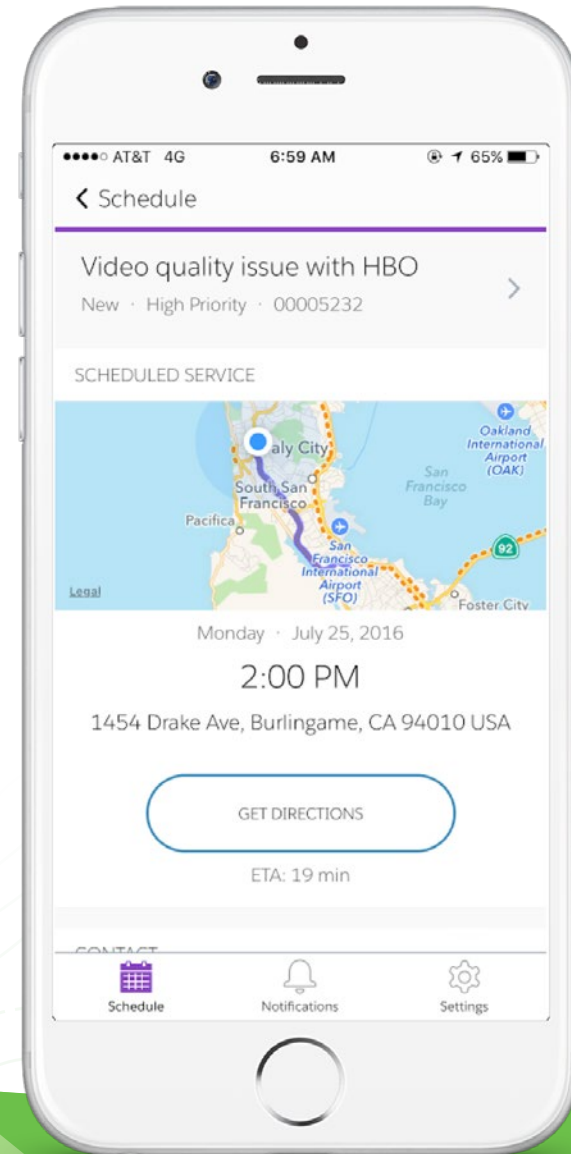 AT&T 4G 6:59 AM 65%
Schedule
Video quality issue with HBO
New · High Priority · 00005232
SCHEDULED SERVICE
Oakland
International
Airport
(OAK)
aly City
San
Francisco
Bay
South San
Francisco
Pacifica
92
San
Francisco
International
Airport
(SFO)
Legal
Foster City
Monday · July 25, 2016
2:00 PM
1454 Drake Ave, Burlingame, CA 94010 USA
GET DIRECTIONS
ETA: 19 min
CONTACT
Schedule Notifications Settings